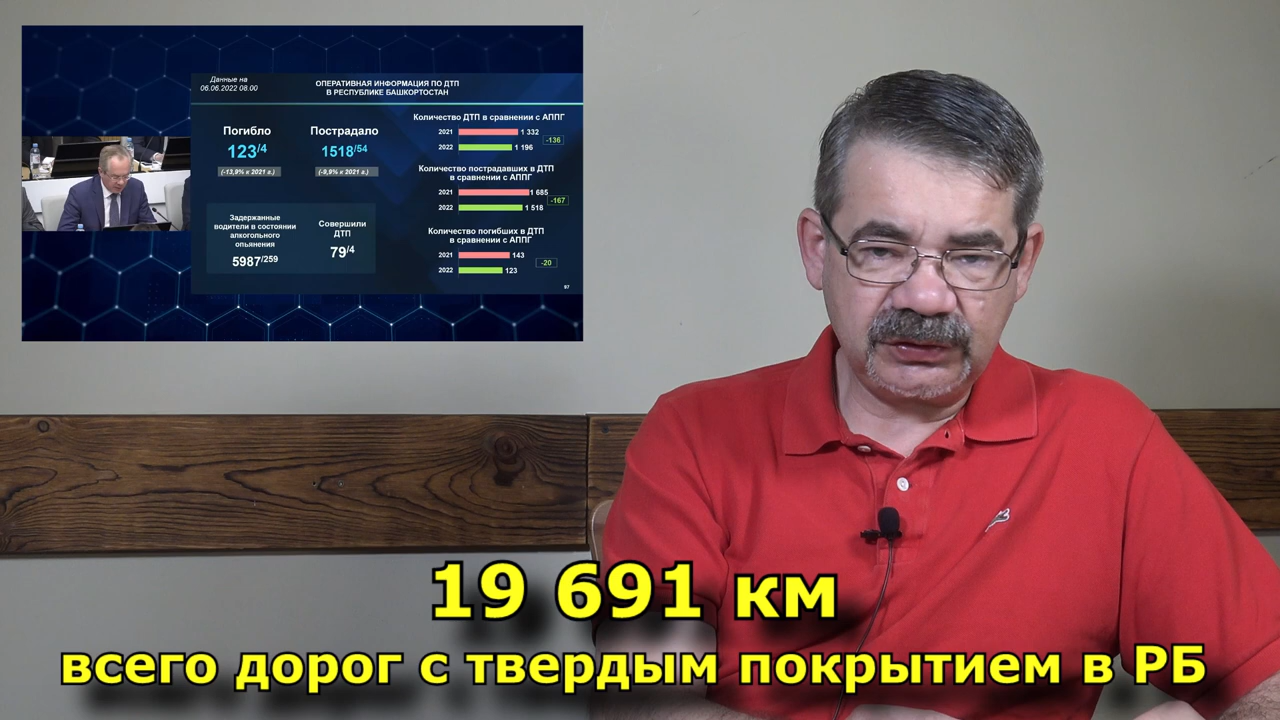 Данные на
06.06.2022 08.00
ОПЕРАТИВНАЯ ИНФОРМАЦИЯ ПО ДТП
В РЕСПУБЛИКЕ БАШКОРТОСТАН
Погибло
123/4
(-13,9% к 2021 г.)
Пострадало
1518/54
(-9,9% к 2021 г.)
Задержанные
водители в состоянии
алкогольного
опьянения
5987/259
Совершили
ДТП
79/4
Количество ДТП в сравнении с АППГ
2021 1 332
2022 1 196
-136
Количество пострадавших в ДТП
в сравнении с АППГ
2021 1 685
2022 1 518
-167
Количество погибших в ДТП
в сравнении с АППГ
2021 143
2022 123
-20
97
19 691 км
всего дорог с твердым покрытием в РБ